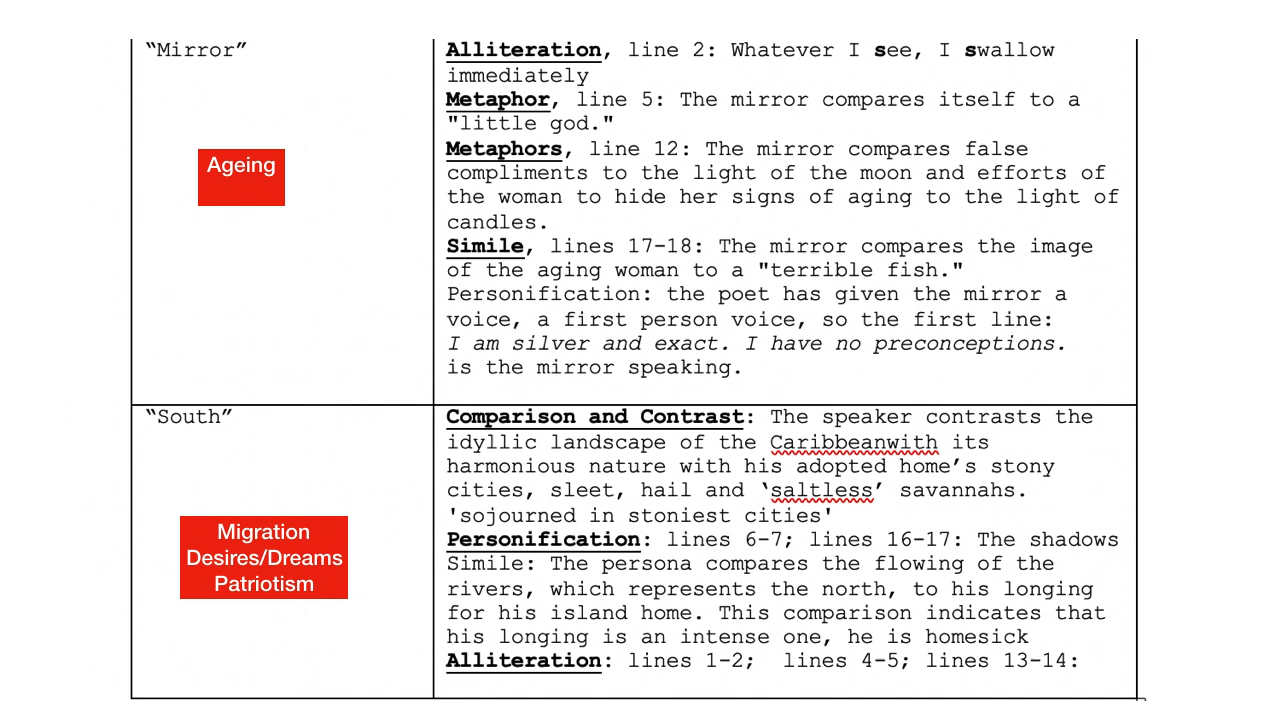 “Mirror”
Ageing
Alliteration, line 2: Whatever I see, I swallow
immediately
Metaphor, line 5: The mirror compares itself to a
"little god."
Metaphors, line 12: The mirror compares false
compliments to the light of the moon and efforts of
the woman to hide her signs of aging to the light of
candles.
Simile, lines 17-18: The mirror compares the image
of the aging woman to a "terrible fish."
Personification: the poet has given the mirror a
voice, a first person voice, so the first line:
I am silver and exact. I have no preconceptions.
is the mirror speaking.
“South”
Migration
Desires/Dreams
Patriotism
Comparison and Contrast: The speaker contrasts the
idyllic landscape of the Caribbeanwith its
harmonious nature with his adopted home’s stony
cities, sleet, hail and ‘saltless’ savannahs.
'sojourned in stoniest cities'
Personification: lines 6-7; lines 16-17: The shadows
Simile: The persona compares the flowing of the
rivers, which represents the north, to his longing
for his island home. This comparison indicates that
his longing is an intense one, he is homesick
Alliteration: lines 1-2;  lines 4-5; lines 13-14: